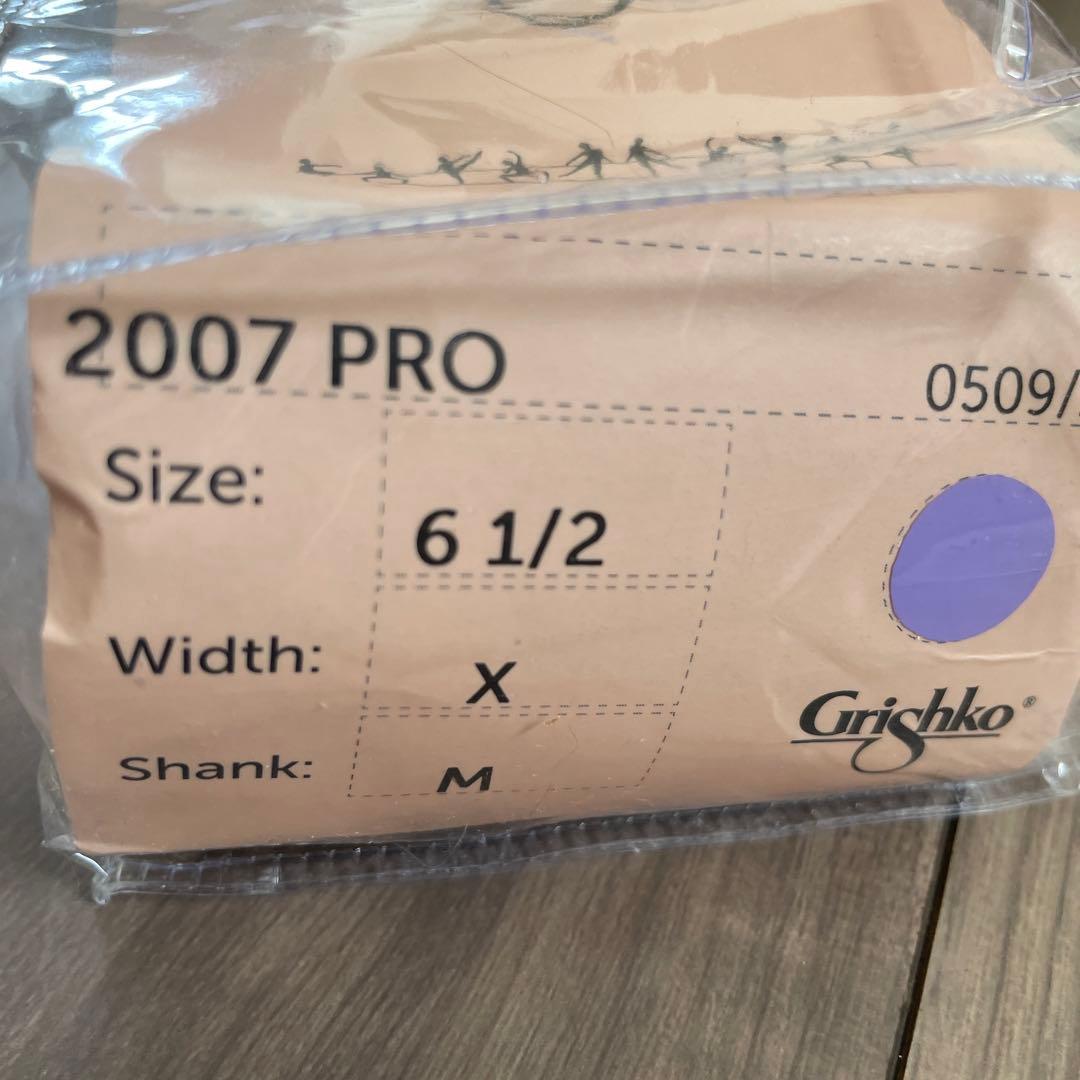 2007 PRO
0509/
Size: 6 1/2
Width: X
Shank: M
Grishko®